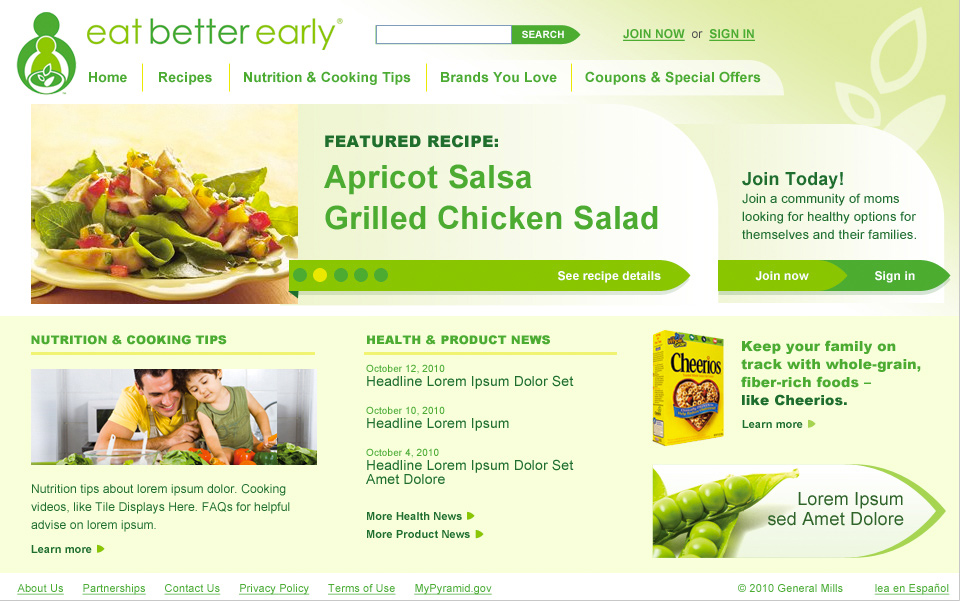 eat better early®
SEARCH
JOIN NOW or SIGN IN
Home
Recipes
Nutrition & Cooking Tips
Brands You Love
Coupons & Special Offers
FEATURED RECIPE:
Apricot Salsa
Grilled Chicken Salad
See recipe details
Join Today!
Join a community of moms
looking for healthy options for
themselves and their families.
Join now
Sign in
NUTRITION & COOKING TIPS
Nutrition tips about lorem ipsum dolor. Cooking
videos, like Tile Displays Here. FAQs for helpful
advise on lorem ipsum.
Learn more
HEALTH & PRODUCT NEWS
October 12, 2010
Headline Lorem Ipsum Dolor Set
October 10, 2010
Headline Lorem Ipsum
October 4, 2010
Headline Lorem Ipsum Dolor Set
Amet Dolore
More Health News
More Product News
Cheerios
Keep your family on
track with whole-grain,
fiber-rich foods –
like Cheerios.
Learn more
Lorem Ipsum
sed Amet Dolore
About Us
Partnerships
Contact Us
Privacy Policy
Terms of Use
MyPyramid.gov
© 2010 General Mills
lea en Español